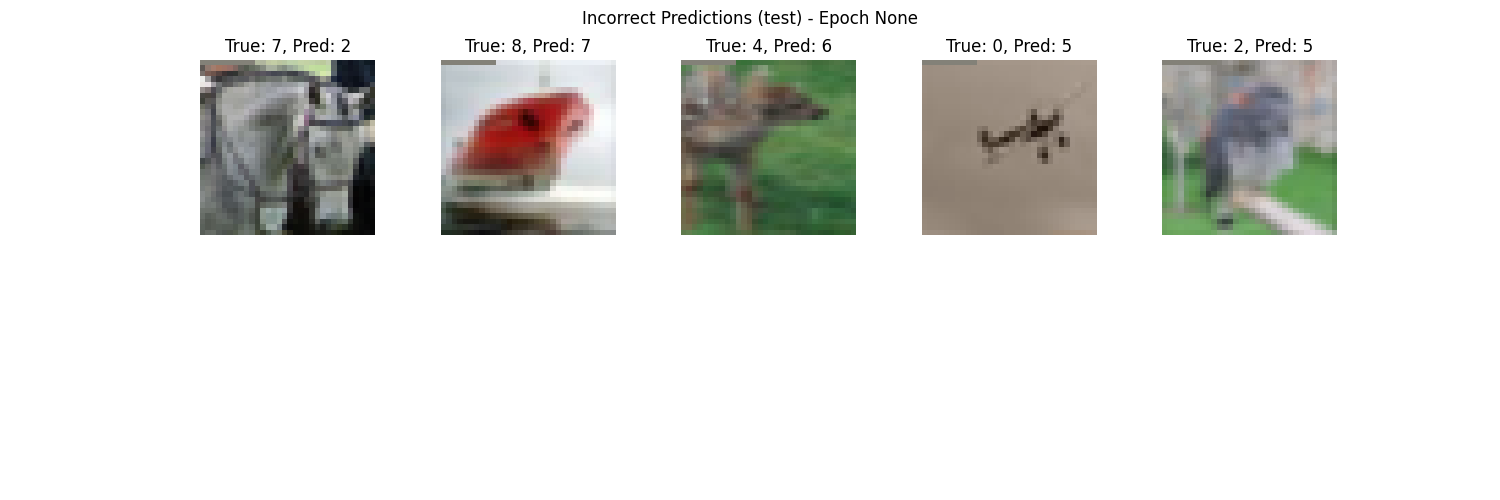 Incorrect Predictions (test) - Epoch None
True: 7, Pred: 2
True: 8, Pred: 7
True: 4, Pred: 6
True: 0, Pred: 5
True: 2, Pred: 5